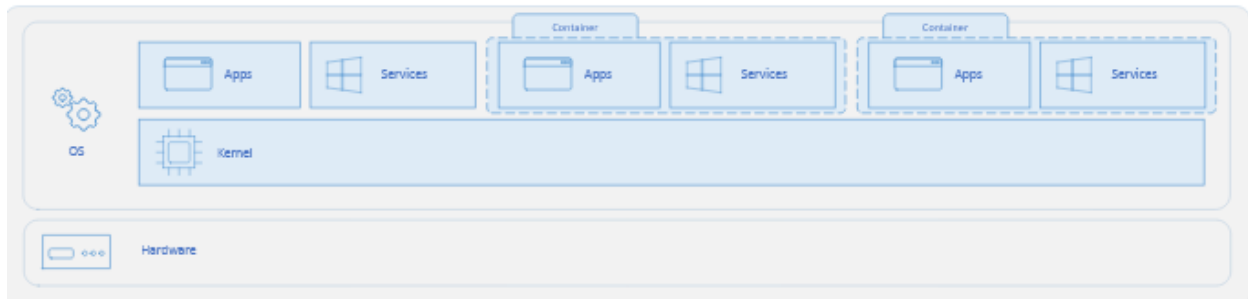 Container
Container
Apps
Services
Apps
Services
Apps
Services
OS
Kernel
Hardware